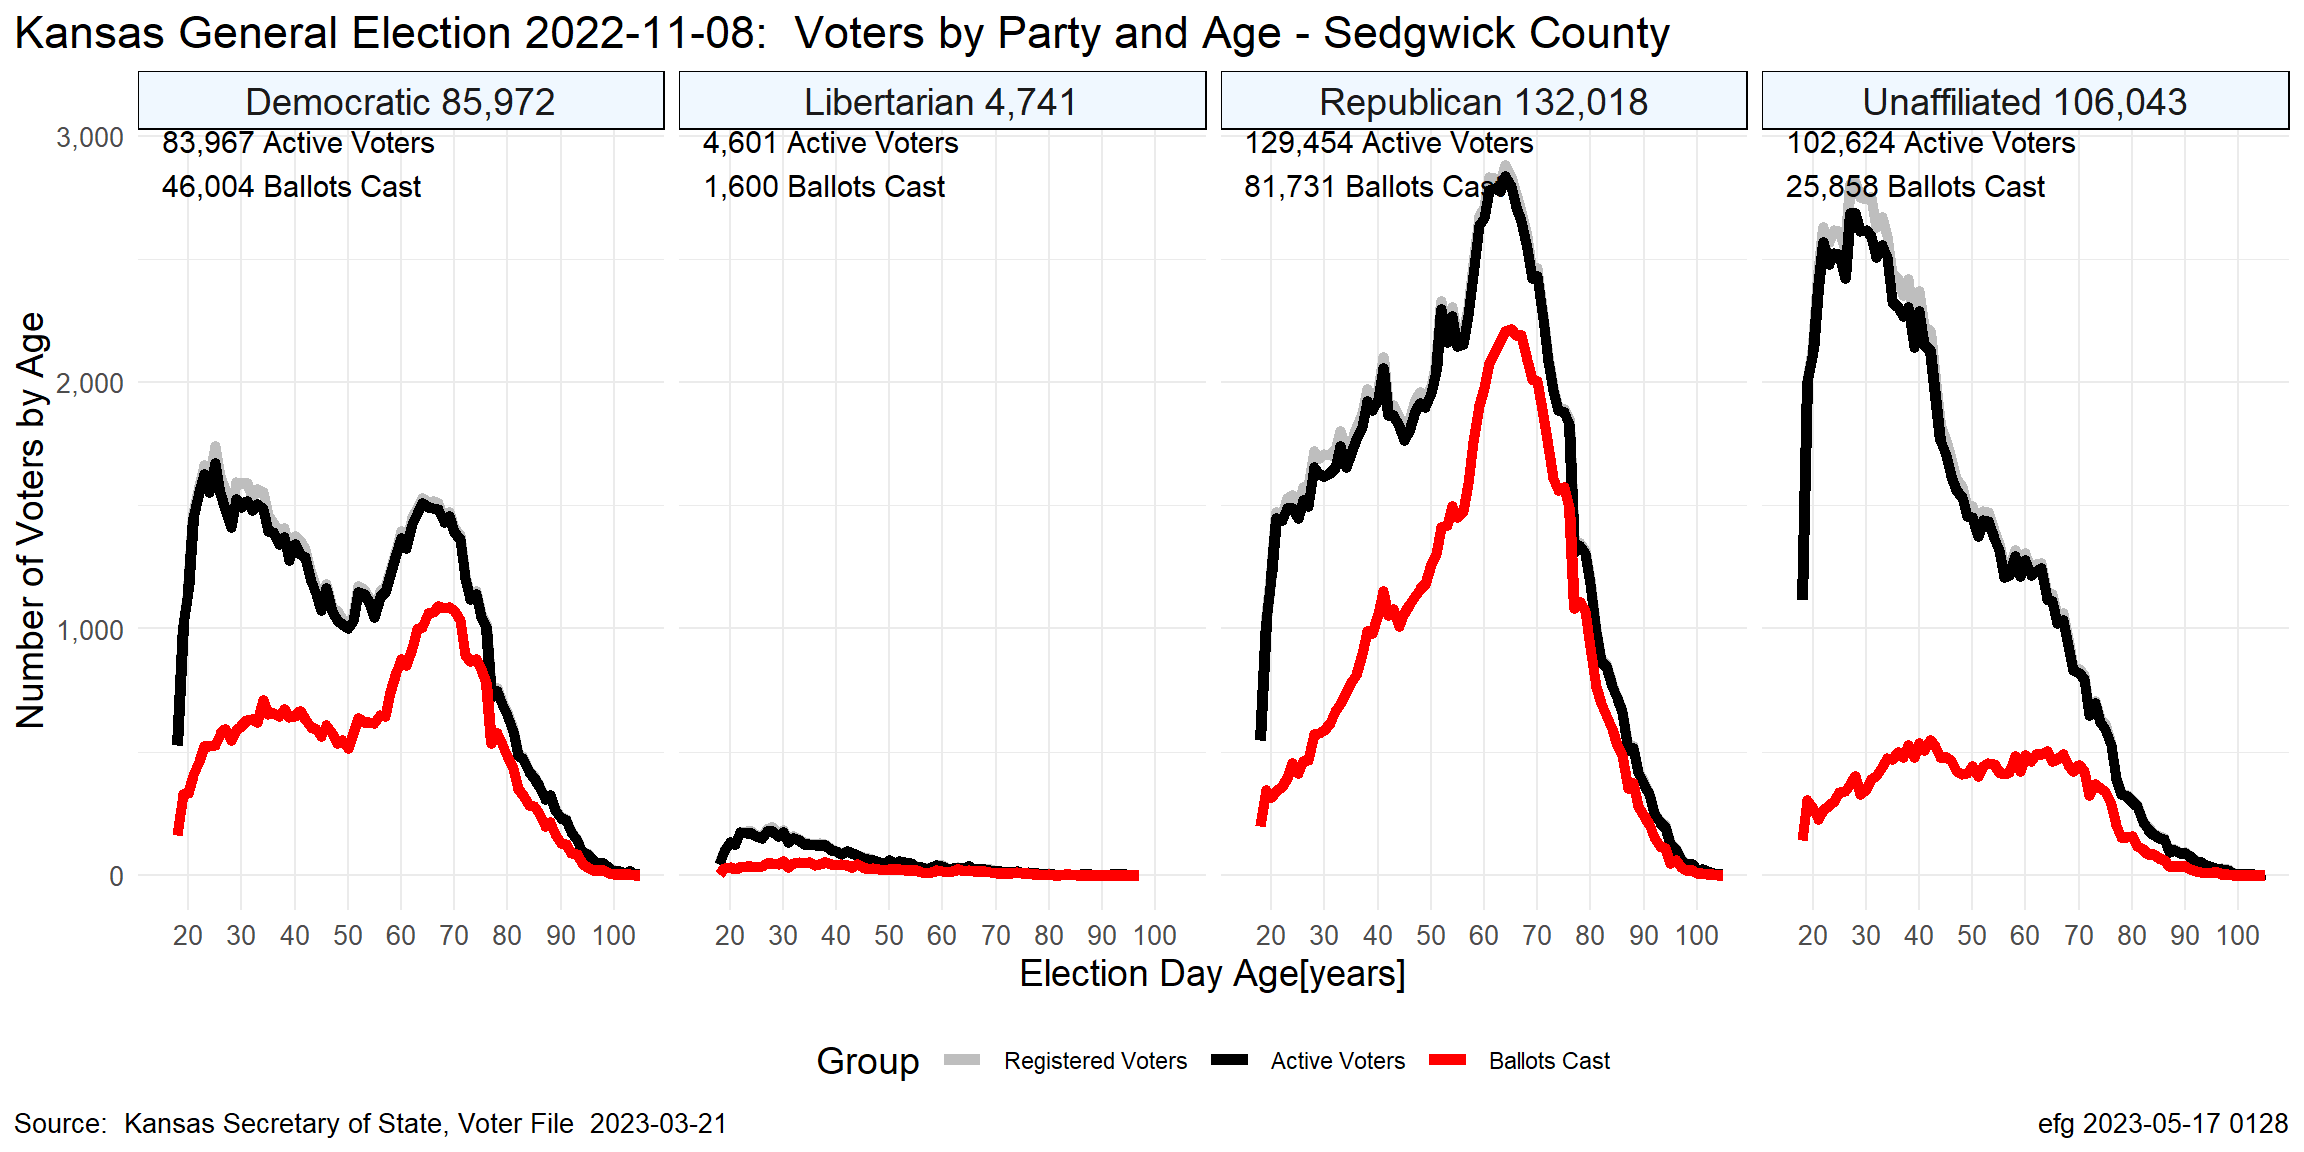 Kansas General Election 2022-11-08:  Voters by Party and Age - Sedgwick County
Democratic 85,972
Libertarian 4,741
Republican 132,018
Unaffiliated 106,043
83,967 Active Voters
46,004 Ballots Cast
4,601 Active Voters
1,600 Ballots Cast
129,454 Active Voters
81,731 Ballots Cast
102,624 Active Voters
25,858 Ballots Cast
Number of Voters by Age
3,000
2,000
1,000
0
20 30 40 50 60 70 80 90 100
20 30 40 50 60 70 80 90 100
20 30 40 50 60 70 80 90 100
20 30 40 50 60 70 80 90 100
Election Day Age[years]
Group Registered Voters Active Voters Ballots Cast
Source:  Kansas Secretary of State, Voter File  2023-03-21
efg 2023-05-17 0128